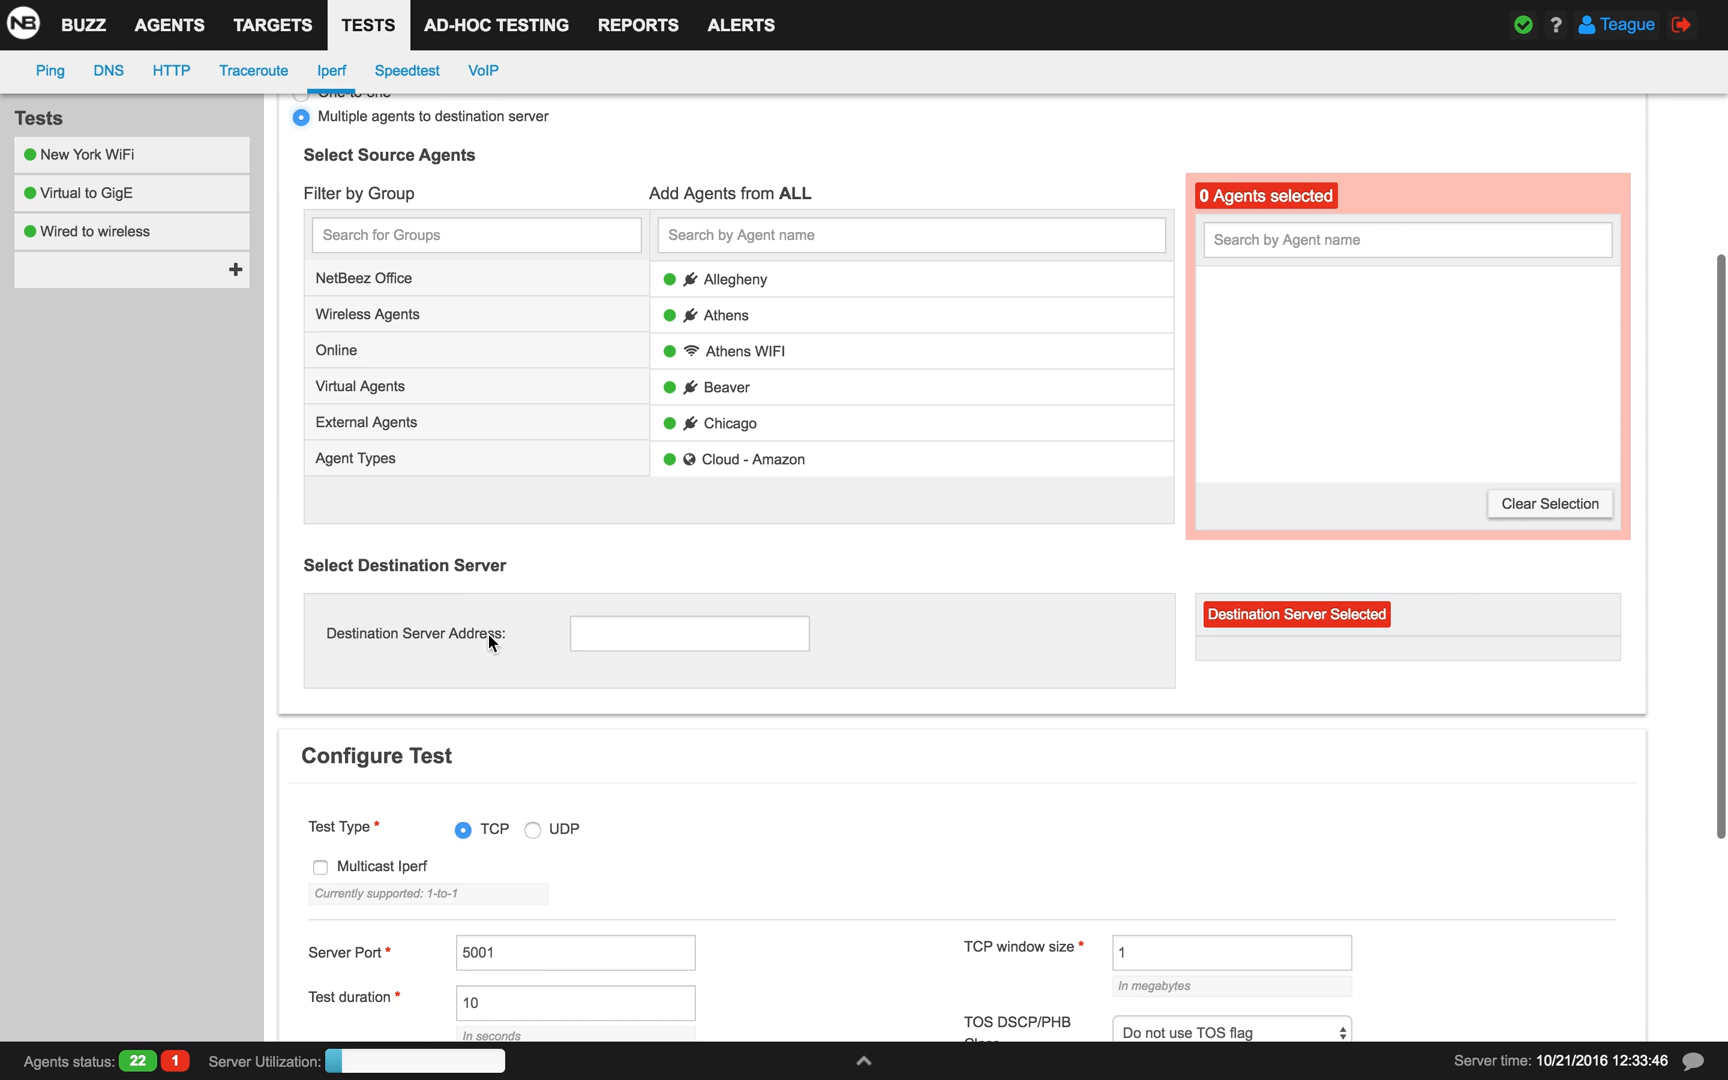 NB BUZZ AGENTS TARGETS TESTS AD-HOC TESTING REPORTS ALERTS ? Teague
Ping DNS HTTP Traceroute Iperf Speedtest VoIP
Tests
New York WiFi
Virtual to GigE
Wired to wireless
+
One-to-one
Multiple agents to destination server
Select Source Agents
Filter by Group Add Agents from ALL 0 Agents selected
Search for Groups Search by Agent name Search by Agent name
NetBeez Office Allegheny
Wireless Agents Athens
Online Athens WIFI
Virtual Agents Beaver
External Agents Chicago
Agent Types Cloud - Amazon
Clear Selection
Select Destination Server
Destination Server Address: Destination Server Selected
Configure Test
Test Type * TCP UDP
Multicast Iperf
Currently supported: 1-to-1
Server Port * 5001 TCP window size * 1
In megabytes
Test duration * 10
In seconds
TOS DSCP/PHB Do not use TOS flag
Class
Agents status: 22 1 Server Utilization: Server time: 10/21/2016 12:33:46